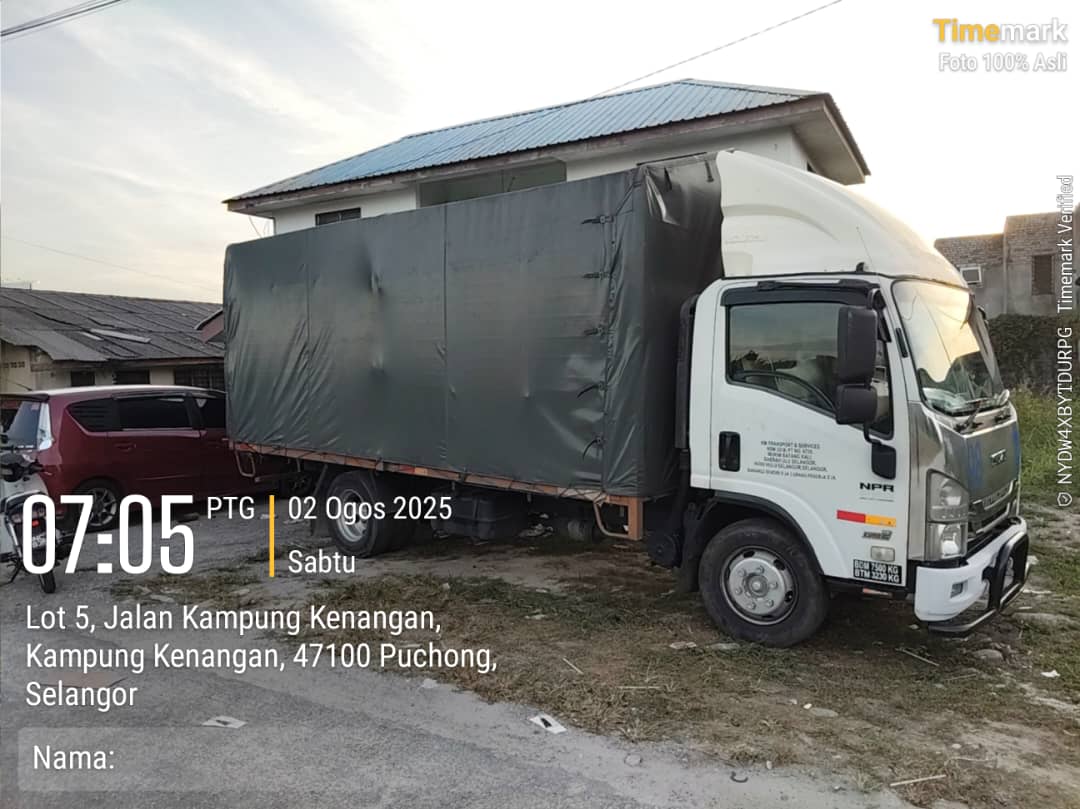 Timemark
Foto 100% Asli
NYDW4XBYTDURPG Timemark Verified
NPR
BDM 7500 KG
BTM 3230 KG
07:05 PTG
02 Ogos 2025
Sabtu
Lot 5, Jalan Kampung Kenangan,
Kampung Kenangan, 47100 Puchong,
Selangor
Nama: